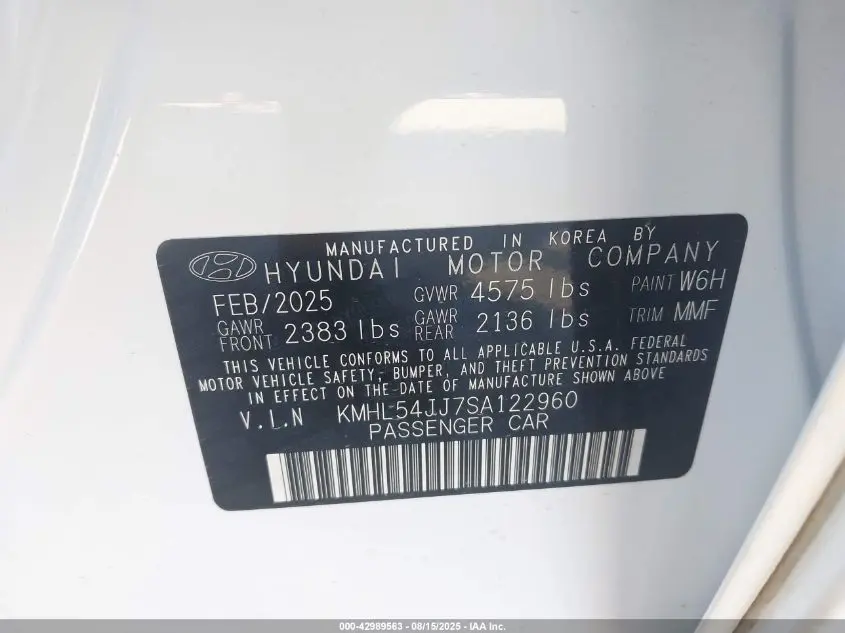 MANUFACTURED IN KOREA BY
HYUNDAI MOTOR COMPANY
FEB/2025 GVWR 4575 lbs PAINT W6H
GAWR FRONT 2383 lbs GAWR REAR 2136 lbs TRIM MMF
THIS VEHICLE CONFORMS TO ALL APPLICABLE U.S.A. FEDERAL
MOTOR VEHICLE SAFETY, BUMPER, AND THEFT PREVENTION STANDARDS
IN EFFECT ON THE DATE OF MANUFACTURE SHOWN ABOVE
V.I.N KMHL54JJ7SA122960
PASSENGER CAR
000-42989563 - 08/15/2025 - IAA Inc.